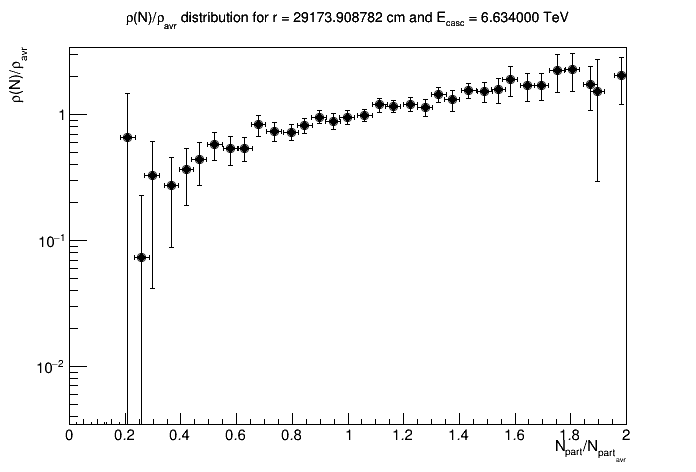 ρ(N)/ρavr distribution for r = 29173.908782 cm and Ecasc = 6.634000 TeV
ρ(N)/ρavr
1
10−1
10−2
0 0.2 0.4 0.6 0.8 1 1.2 1.4 1.6 1.8 2
Npart/Npartavr